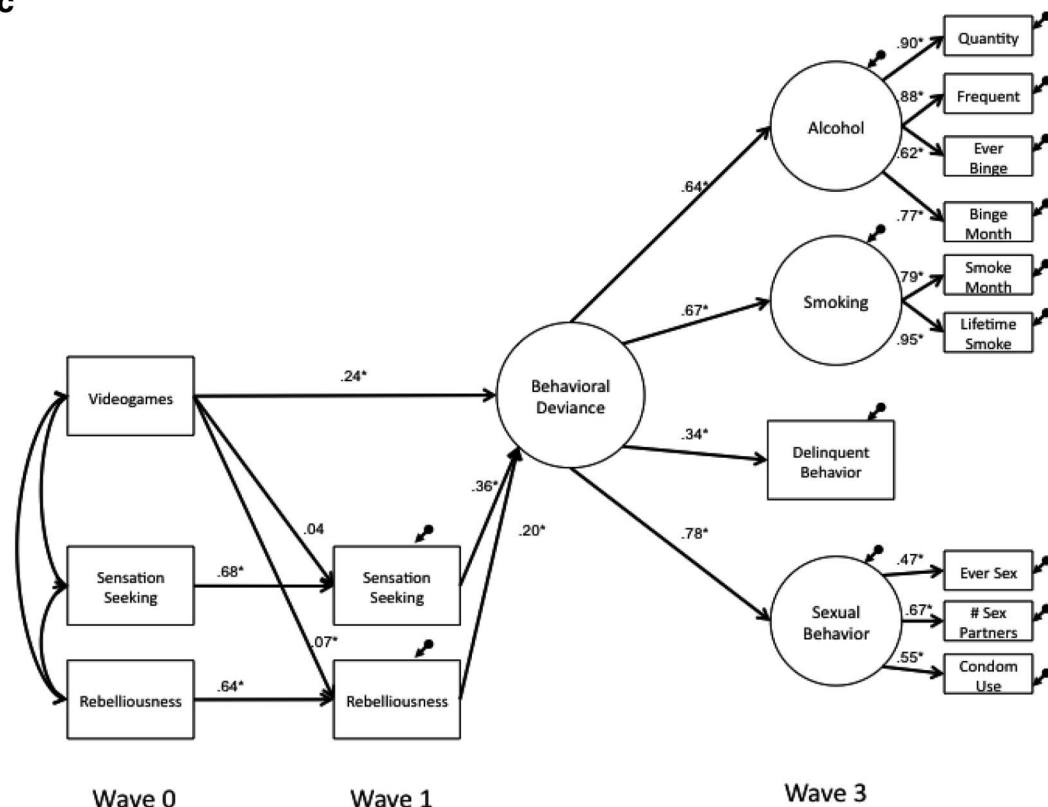 c
.90*
Quantity
.88*
Frequent
Alcohol
.62*
Ever
Binge
.64*
.77*
Binge
Month
.79*
Smoke
Month
.67*
Smoking
.95*
Lifetime
Smoke
Videogames
.24*
Behavioral
Deviance
.34*
Delinquent
Behavior
.36*
.04
.20*
.78*
Sensation
Seeking
.68*
Sensation
Seeking
.47*
Ever Sex
Sexual
Behavior
.67*
# Sex
Partners
.07*
.55*
Condom
Use
Rebelliousness
.64*
Rebelliousness
Wave 0
Wave 1
Wave 3